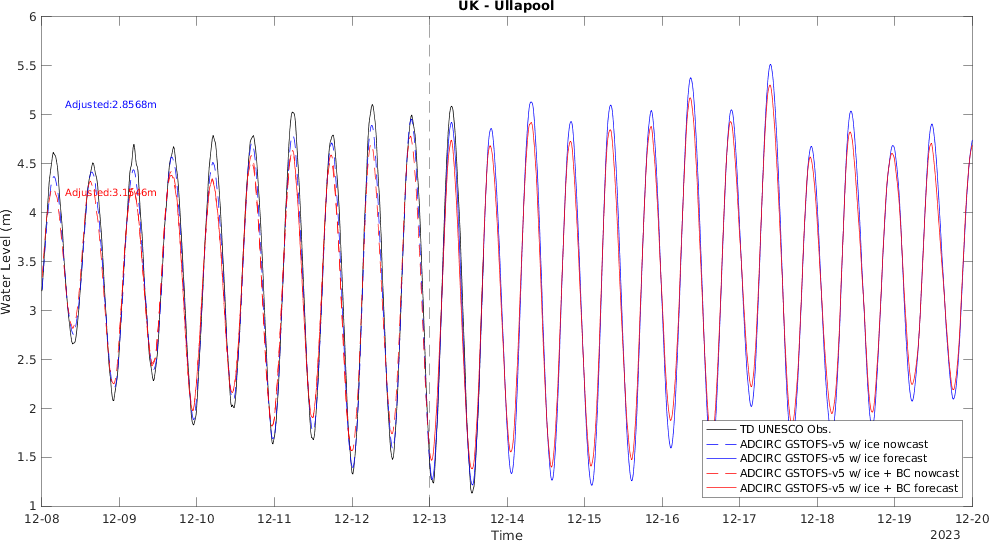 UK - Ullapool
6
5.5
5
4.5
4
3.5
3
2.5
2
1.5
1
Water Level (m)
Adjusted:2.8568m
Adjusted:3.1546m
TD UNESCO Obs.
ADCIRC GSTOFS-v5 w/ ice nowcast
ADCIRC GSTOFS-v5 w/ ice forecast
ADCIRC GSTOFS-v5 w/ ice + BC nowcast
ADCIRC GSTOFS-v5 w/ ice + BC forecast
12-08 12-09 12-10 12-11 12-12 12-13 12-14 12-15 12-16 12-17 12-18 12-19 12-20
Time
2023